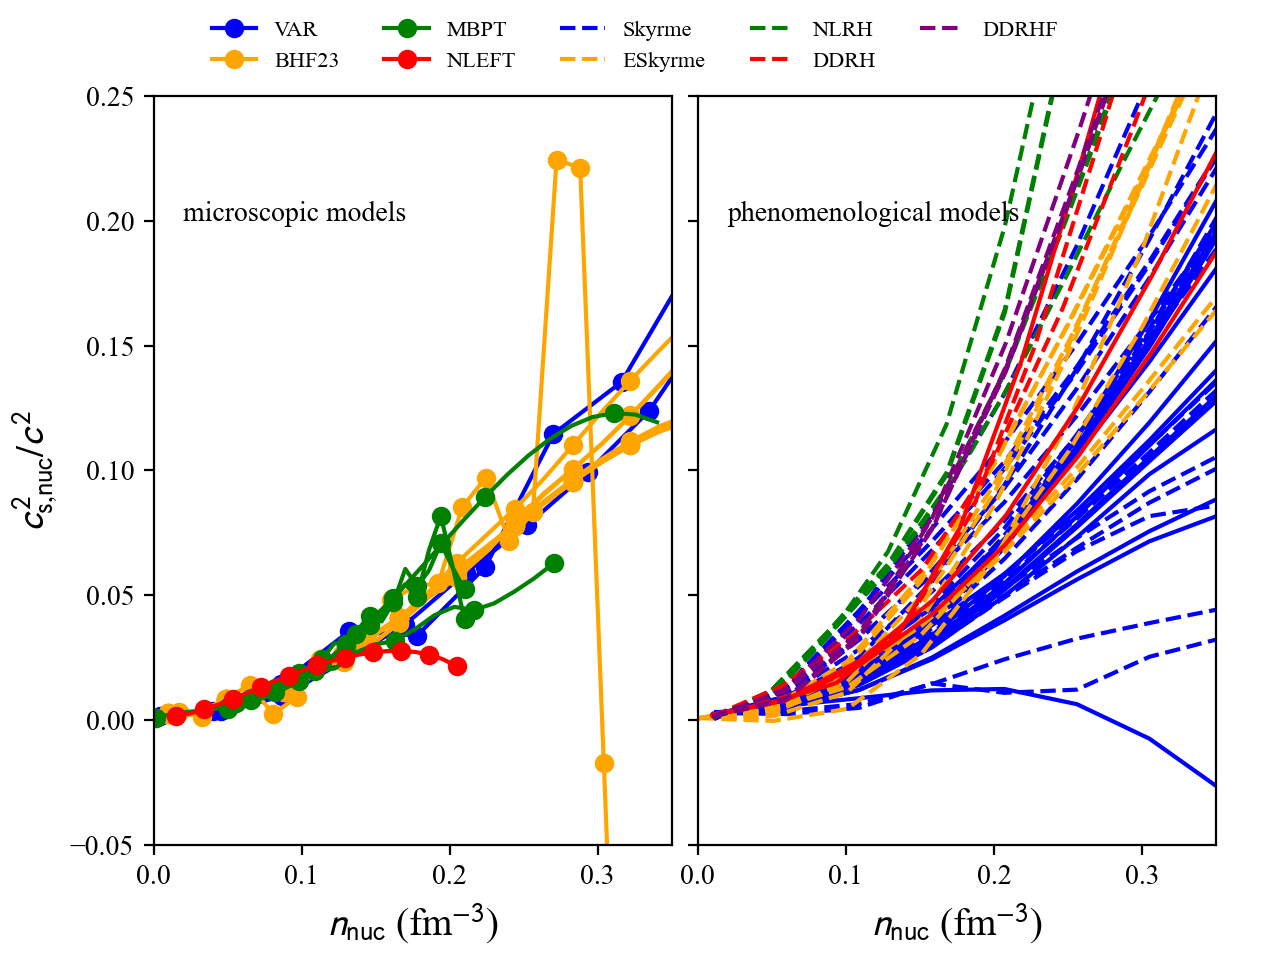 VAR MBPT Skyrme NLRH DDRHF
BHF23 NLEFT ESkyrme DDRH
microscopic models
phenomenological models
0.25
0.20
0.15
0.10
0.05
0.00
−0.05
c²s,nuc/c²
0.0 0.1 0.2 0.3
0.0 0.1 0.2 0.3
nnuc (fm⁻³)
nnuc (fm⁻³)